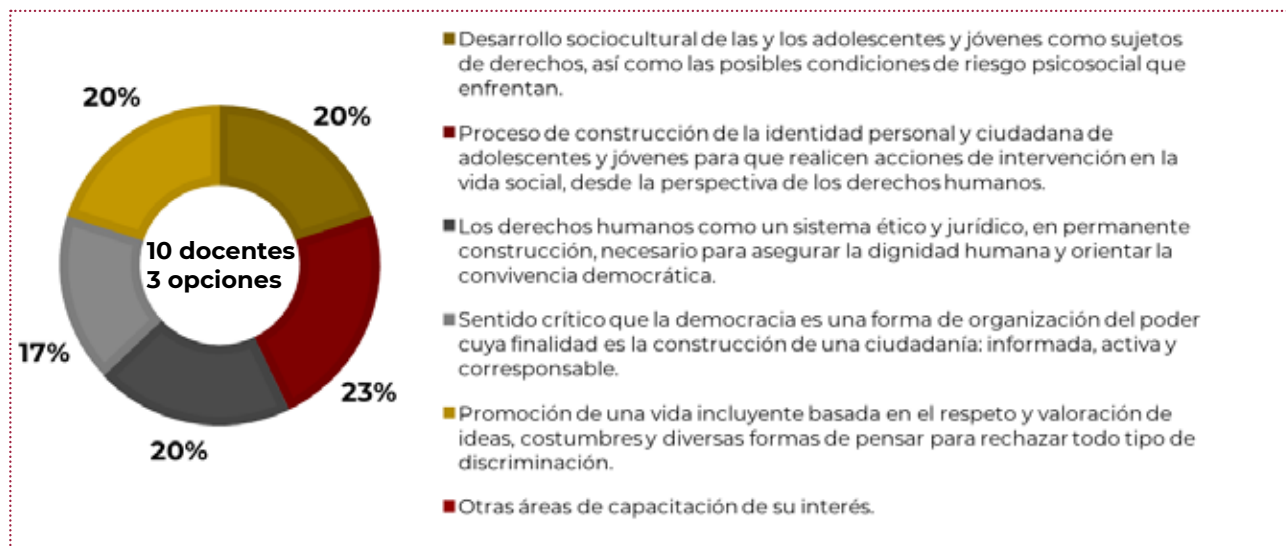 20%
20%
10 docentes
3 opciones
17%
23%
20%
Desarrollo sociocultural de las y los adolescentes y jóvenes como sujetos
de derechos, así como las posibles condiciones de riesgo psicosocial que
enfrentan.
Proceso de construcción de la identidad personal y ciudadana de
adolescentes y jóvenes para que realicen acciones de intervención en la
vida social, desde la perspectiva de los derechos humanos.
Los derechos humanos como un sistema ético y jurídico, en permanente
construcción, necesario para asegurar la dignidad humana y orientar la
convivencia democrática.
Sentido crítico que la democracia es una forma de organización del poder
cuya finalidad es la construcción de una ciudadanía: informada, activa y
corresponsable.
Promoción de una vida incluyente basada en el respeto y valoración de
ideas, costumbres y diversas formas de pensar para rechazar todo tipo de
discriminación.
Otras áreas de capacitación de su interés.